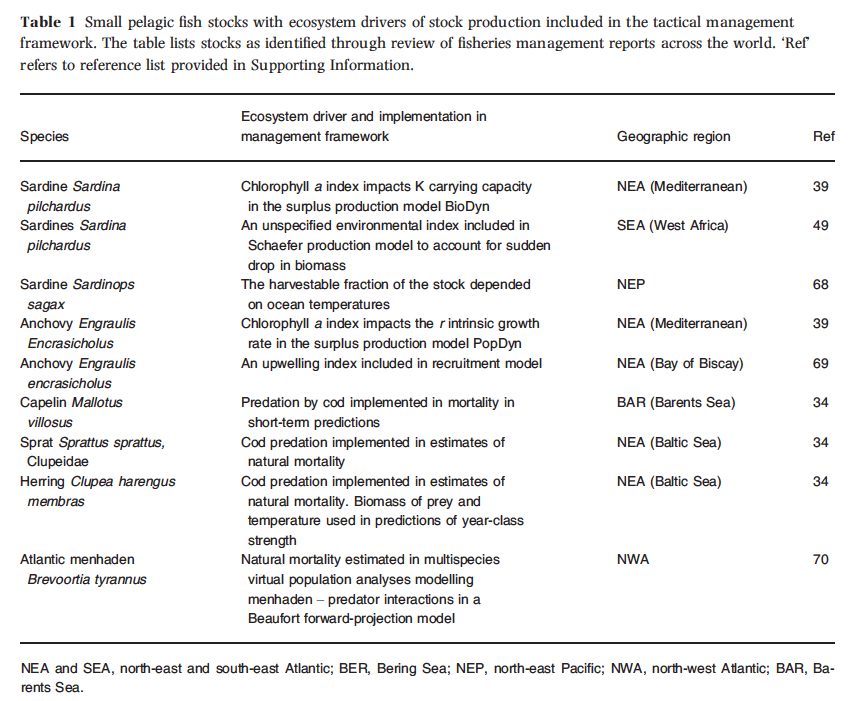 Table 1 Small pelagic fish stocks with ecosystem drivers of stock production included in the tactical management
framework. The table lists stocks as identified through review of fisheries management reports across the world. ‘Ref’
refers to reference list provided in Supporting Information.
Species
Ecosystem driver and implementation in
management framework
Geographic region
Ref
Sardine Sardina
pilchardus
Chlorophyll a index impacts K carrying capacity
in the surplus production model BioDyn
NEA (Mediterranean)
39
Sardines Sardina
pilchardus
An unspecified environmental index included in
Schaefer production model to account for sudden
drop in biomass
SEA (West Africa)
49
Sardine Sardinops
sagax
The harvestable fraction of the stock depended
on ocean temperatures
NEP
68
Anchovy Engraulis
Encrasicholus
Chlorophyll a index impacts the r intrinsic growth
rate in the surplus production model PopDyn
NEA (Mediterranean)
39
Anchovy Engraulis
encrasicholus
An upwelling index included in recruitment model
NEA (Bay of Biscay)
69
Capelin Mallotus
villosus
Predation by cod implemented in mortality in
short-term predictions
BAR (Barents Sea)
34
Sprat Sprattus sprattus,
Clupeidae
Cod predation implemented in estimates of
natural mortality
NEA (Baltic Sea)
34
Herring Clupea harengus
membras
Cod predation implemented in estimates of
natural mortality. Biomass of prey and
temperature used in predictions of year-class
strength
NEA (Baltic Sea)
34
Atlantic menhaden
Brevoortia tyrannus
Natural mortality estimated in multispecies
virtual population analyses modelling
menhaden – predator interactions in a
Beaufort forward-projection model
NWA
70
NEA and SEA, north-east and south-east Atlantic; BER, Bering Sea; NEP, north-east Pacific; NWA, north-west Atlantic; BAR, Ba-
rents Sea.